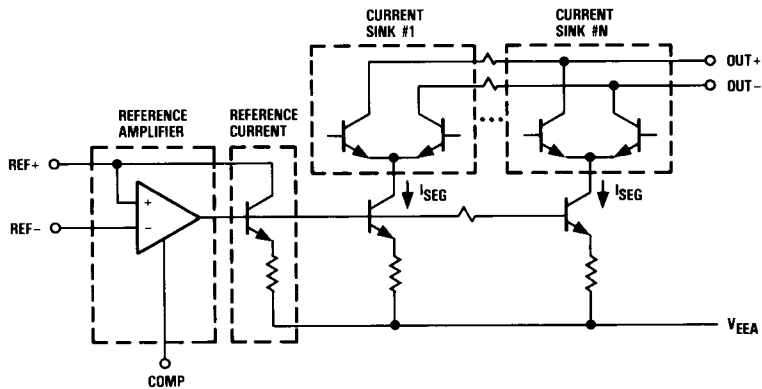 CURRENT
SINK #1
CURRENT
SINK #N
OUT+
OUT−
REFERENCE
AMPLIFIER
REFERENCE
CURRENT
REF+
REF−
+
−
ISEG
ISEG
VEEA
COMP